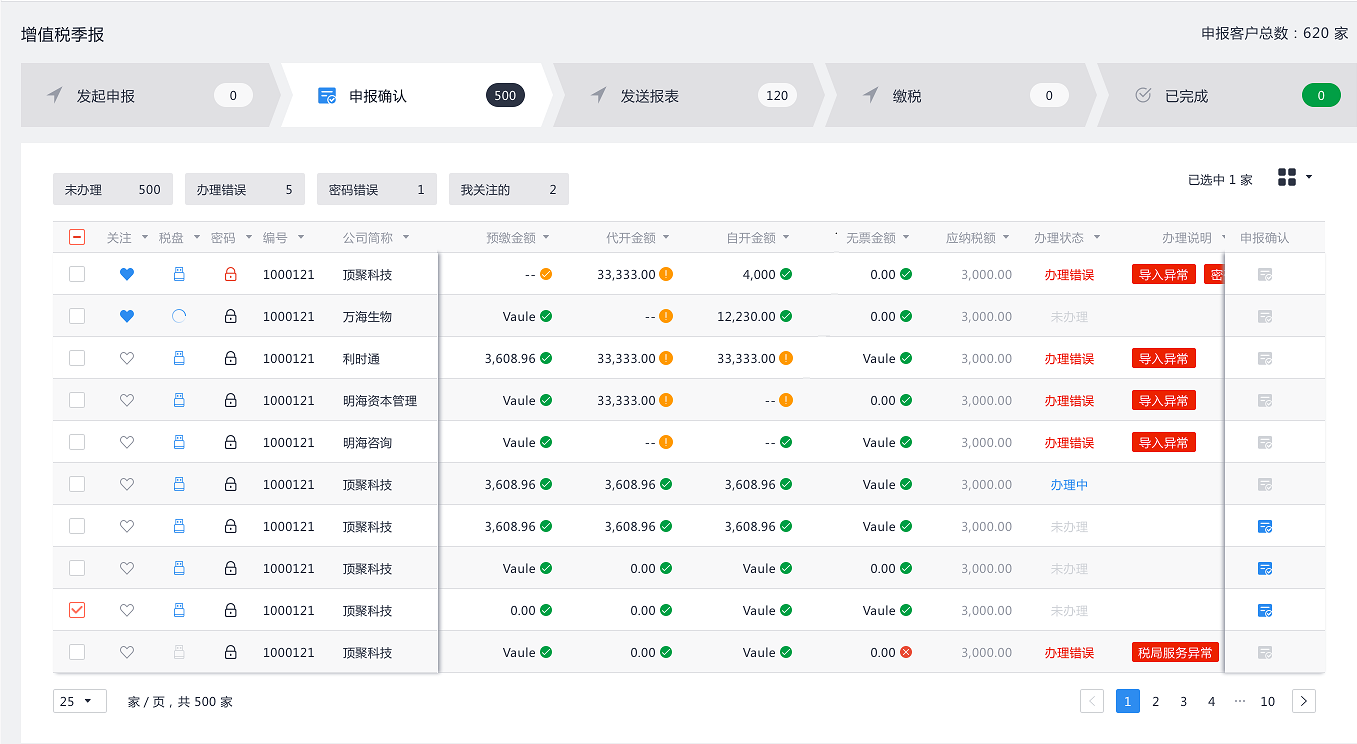 增值税季报 申报客户总数：620 家
发起申报 0 申报确认 500 发送报表 120 缴税 0 已完成 0
未办理 500 办理错误 5 密码错误 1 我关注的 2 已选中 1 家
关注 税盘 密码 编号 公司简称 预缴金额 代开金额 自开金额 无票金额 应纳税额 办理状态 办理说明 申报确认
1000121 顶聚科技 -- 33,333.00 4,000 0.00 3,000.00 办理错误 导入异常
1000121 万海生物 Vaule -- 12,230.00 0.00 3,000.00 未办理
1000121 利时通 3,608.96 33,333.00 33,333.00 Vaule 3,000.00 办理错误 导入异常
1000121 明海资本管理 Vaule 33,333.00 -- 0.00 3,000.00 办理错误 导入异常
1000121 明海咨询 Vaule -- -- Vaule 3,000.00 办理错误 导入异常
1000121 顶聚科技 3,608.96 3,608.96 3,608.96 Vaule 3,000.00 办理中
1000121 顶聚科技 3,608.96 3,608.96 3,608.96 Vaule 3,000.00 未办理
1000121 顶聚科技 Vaule 0.00 Vaule 0.00 3,000.00 未办理
1000121 顶聚科技 0.00 0.00 Vaule Vaule 3,000.00 未办理
1000121 顶聚科技 Vaule 0.00 Vaule 0.00 3,000.00 办理错误 税局服务异常
25 家 / 页，共 500 家 1 2 3 4 ··· 10